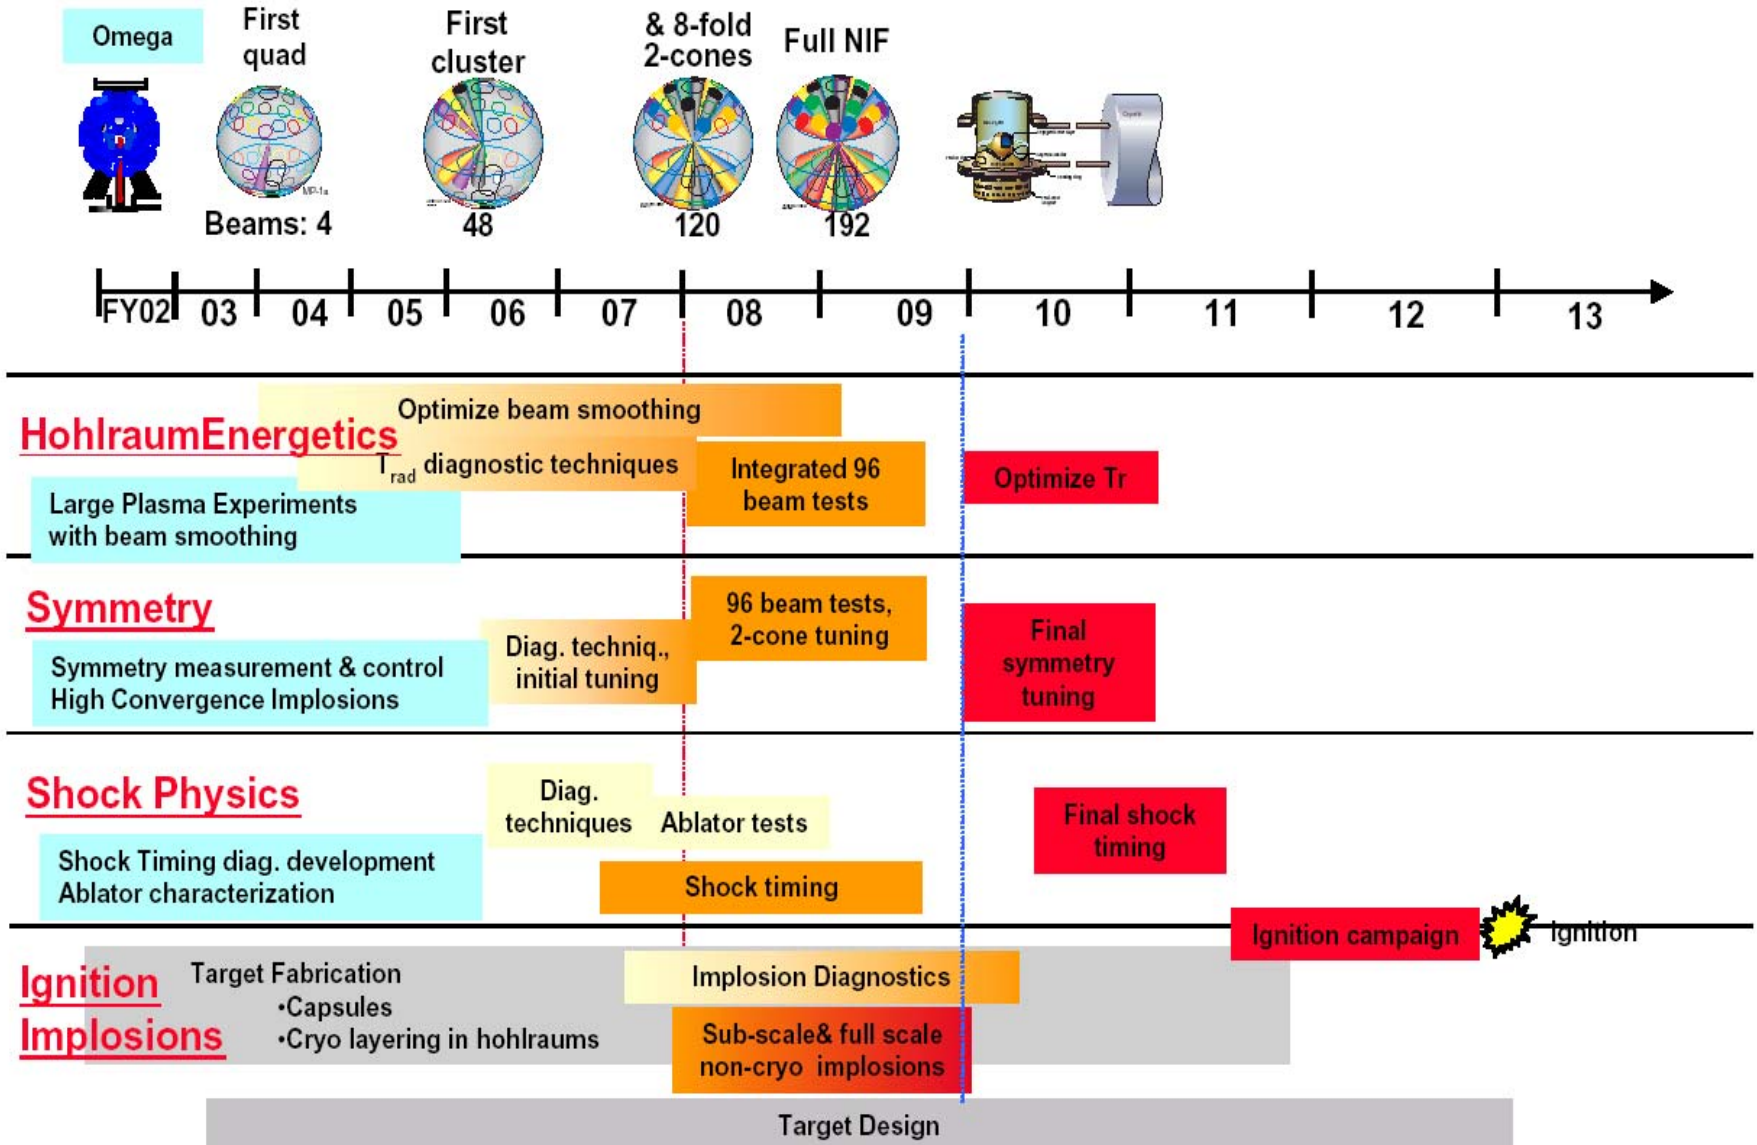 Omega
First
quad
First
cluster
& 8-fold
2-cones
Full NIF
MP-1a
Beams: 4
48
120
192
FY02 03 04 05 06 07 08 09 10 11 12 13
HohlraumEnergetics
Optimize beam smoothing
Trad diagnostic techniques
Integrated 96
beam tests
Optimize Tr
Large Plasma Experiments
with beam smoothing
Symmetry
96 beam tests,
2-cone tuning
Diag. techniq.,
initial tuning
Final
symmetry
tuning
Symmetry measurement & control
High Convergence Implosions
Shock Physics
Diag.
techniques
Ablator tests
Final shock
timing
Shock Timing diag. development
Ablator characterization
Shock timing
Ignition campaign
Ignition
Ignition
Implosions
Target Fabrication
•Capsules
•Cryo layering in hohlraums
Implosion Diagnostics
Sub-scale& full scale
non-cryo implosions
Target Design